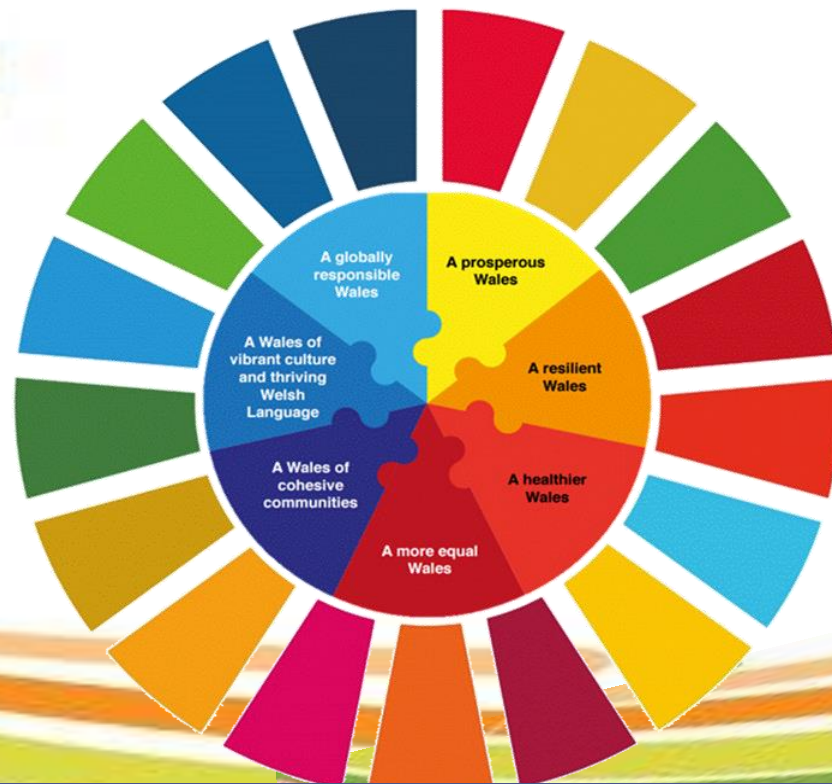 A prosperous
Wales
A resilient
Wales
A healthier
Wales
A more equal
Wales
A Wales of
cohesive
communities
A Wales of
vibrant culture
and thriving
Welsh
Language
A globally
responsible
Wales